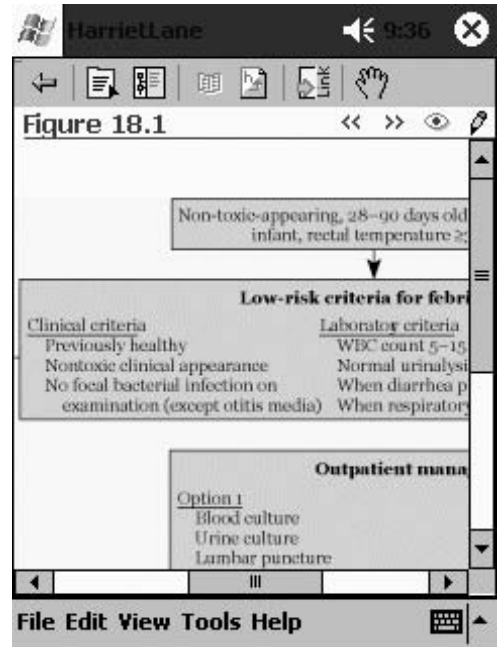 HarrietLane 9:36
Link
Figure 18.1 << >>
Non-toxic-appearing, 28–90 days old
infant, rectal temperature ≥
Low-risk criteria for febri
Clinical criteria
Previously healthy
Nontoxic clinical appearance
No focal bacterial infection on
examination (except otitis media)
Laboratoy criteria
WBC count 5–15
Normal urinalysi
When diarrhea p
When respiratory
Outpatient mana
Option 1
Blood culture
Urine culture
Lumbar puncture
File Edit View Tools Help